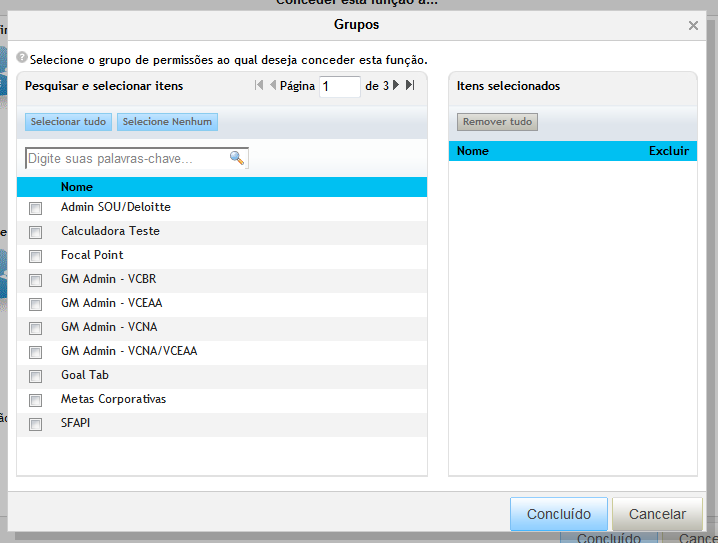 Conceder esta função a...
Grupos
Selecione o grupo de permissões ao qual deseja conceder esta função.
Pesquisar e selecionar itens
Página 1 de 3
Selecionar tudo
Selecione Nenhum
Digite suas palavras-chave...
Nome
Admin SOU/Deloitte
Calculadora Teste
Focal Point
GM Admin - VCBR
GM Admin - VCEAA
GM Admin - VCNA
GM Admin - VCNA/VCEAA
Goal Tab
Metas Corporativas
SFAPI
Itens selecionados
Remover tudo
Nome Excluir
Concluído Cancelar
Concluído